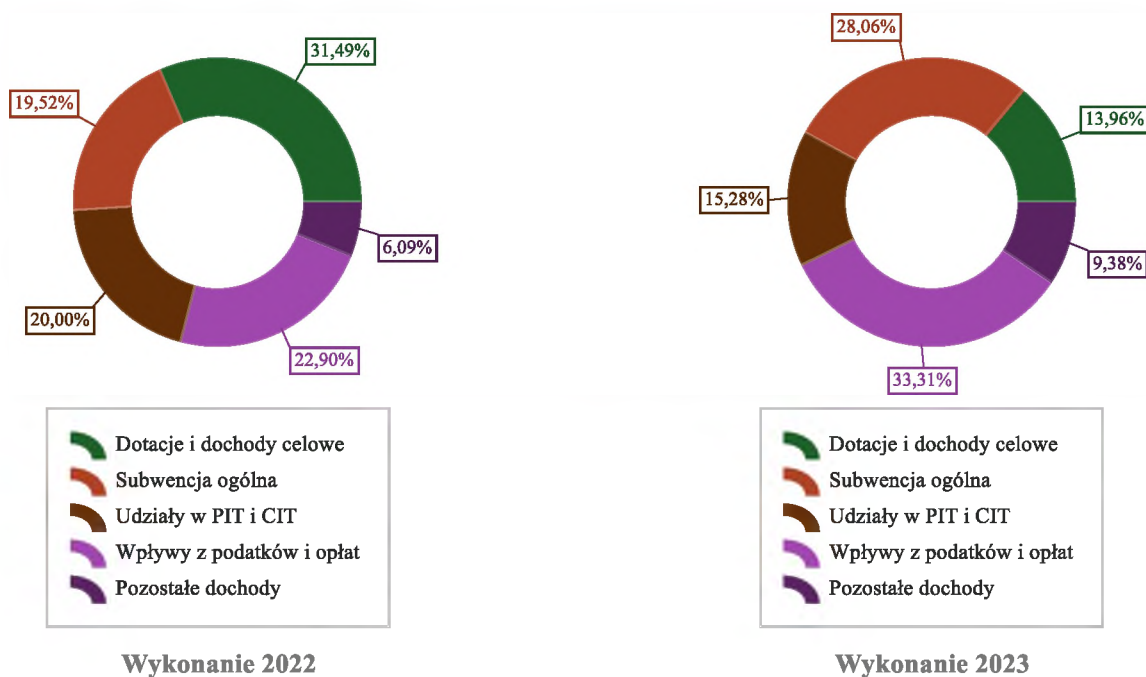 31,49%
19,52%
6,09%
20,00%
22,90%
Dotacje i dochody celowe
Subwencja ogólna
Udziały w PIT i CIT
Wpływy z podatków i opłat
Pozostałe dochody
Wykonanie 2022
28,06%
13,96%
15,28%
9,38%
33,31%
Dotacje i dochody celowe
Subwencja ogólna
Udziały w PIT i CIT
Wpływy z podatków i opłat
Pozostałe dochody
Wykonanie 2023